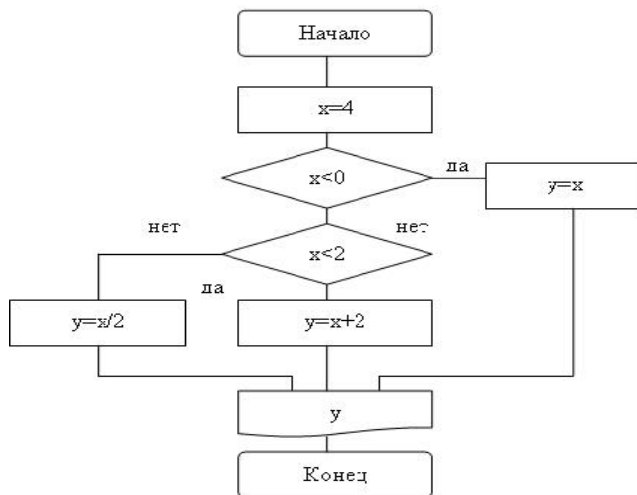 Начало
x=4
x<0
да
y=x
нет
нет
x<2
да
y=x/2
y=x+2
y
Конец